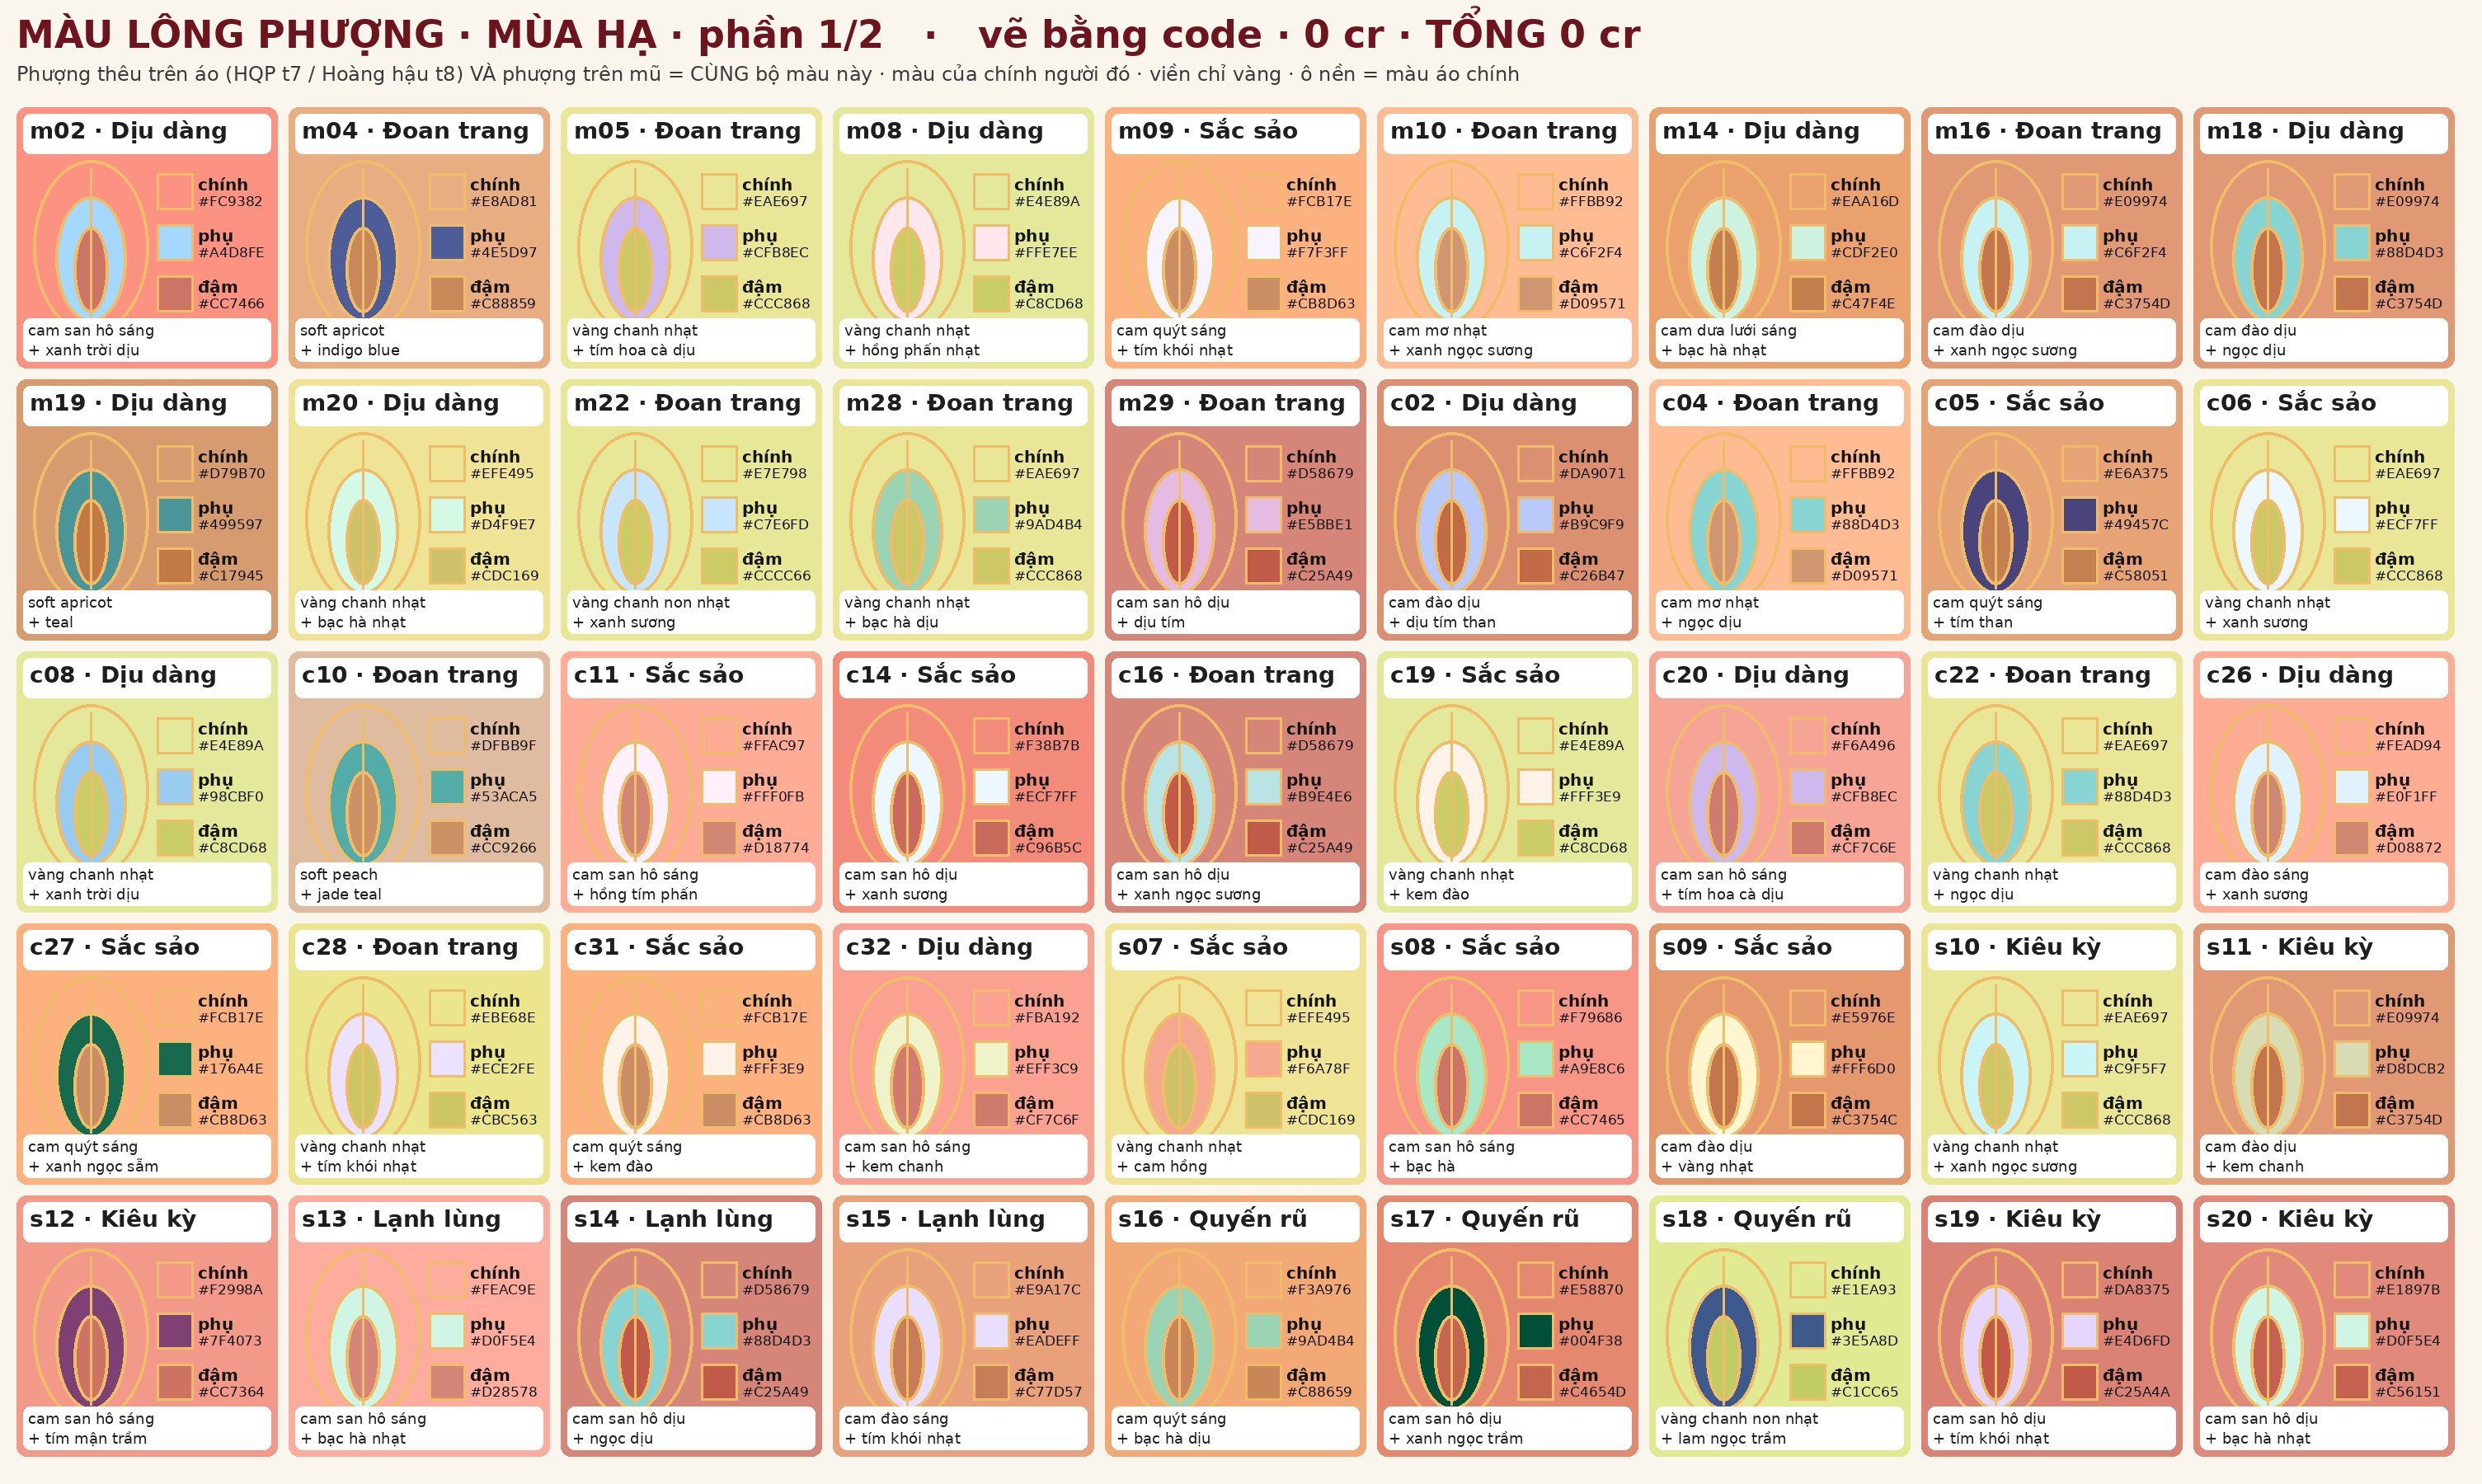 MÀU LÔNG PHƯỢNG · MÙA HẠ · phần 1/2 · vẽ bằng code · 0 cr · TỔNG 0 cr
Phượng thêu trên áo (HQP t7 / Hoàng hậu t8) VÀ phượng trên mũ = CÙNG bộ màu này · màu của chính người đó · viền chỉ vàng · ô nền = màu áo chính
m02 · Dịu dàng
chính
#FC9382
phụ
#A4D8FE
đậm
#CC7466
cam san hô sáng
+ xanh trời dịu
m04 · Đoan trang
chính
#E8AD81
phụ
#4E5D97
đậm
#C88859
soft apricot
+ indigo blue
m05 · Đoan trang
chính
#EAE697
phụ
#CFB8EC
đậm
#CCC868
vàng chanh nhạt
+ tím hoa cà dịu
m08 · Dịu dàng
chính
#E4E89A
phụ
#FFE7EE
đậm
#C8CD68
vàng chanh nhạt
+ hồng phấn nhạt
m09 · Sắc sảo
chính
#FCB17E
phụ
#F7F3FF
đậm
#CB8D63
cam quýt sáng
+ tím khói nhạt
m10 · Đoan trang
chính
#FFBB92
phụ
#C6F2F4
đậm
#D09571
cam mơ nhạt
+ xanh ngọc sương
m14 · Dịu dàng
chính
#EAA16D
phụ
#CDF2E0
đậm
#C47F4E
cam dưa lưới sáng
+ bạc hà nhạt
m16 · Đoan trang
chính
#E09974
phụ
#C6F2F4
đậm
#C3754D
cam đào dịu
+ xanh ngọc sương
m18 · Dịu dàng
chính
#E09974
phụ
#88D4D3
đậm
#C3754D
cam đào dịu
+ ngọc dịu
m19 · Dịu dàng
chính
#D79B70
phụ
#499597
đậm
#C17945
soft apricot
+ teal
m20 · Dịu dàng
chính
#EFE495
phụ
#D4F9E7
đậm
#CDC169
vàng chanh nhạt
+ bạc hà nhạt
m22 · Đoan trang
chính
#E7E798
phụ
#C7E6FD
đậm
#CCCC66
vàng chanh non nhạt
+ xanh sương
m28 · Đoan trang
chính
#EAE697
phụ
#9AD4B4
đậm
#CCC868
vàng chanh nhạt
+ bạc hà dịu
m29 · Đoan trang
chính
#D58679
phụ
#E5BBE1
đậm
#C25A49
cam san hô dịu
+ dịu tím
c02 · Dịu dàng
chính
#DA9071
phụ
#B9C9F9
đậm
#C26B47
cam đào dịu
+ dịu tím than
c04 · Đoan trang
chính
#FFBB92
phụ
#88D4D3
đậm
#D09571
cam mơ nhạt
+ ngọc dịu
c05 · Sắc sảo
chính
#E6A375
phụ
#49457C
đậm
#C58051
cam quýt sáng
+ tím than
c06 · Sắc sảo
chính
#EAE697
phụ
#ECF7FF
đậm
#CCC868
vàng chanh nhạt
+ xanh sương
c08 · Dịu dàng
chính
#E4E89A
phụ
#98CBF0
đậm
#C8CD68
vàng chanh nhạt
+ xanh trời dịu
c10 · Đoan trang
chính
#DFBB9F
phụ
#53ACA5
đậm
#CC9266
soft peach
+ jade teal
c11 · Sắc sảo
chính
#FFAC97
phụ
#FFF0FB
đậm
#D18774
cam san hô sáng
+ hồng tím phấn
c14 · Sắc sảo
chính
#F38B7B
phụ
#ECF7FF
đậm
#C96B5C
cam san hô dịu
+ xanh sương
c16 · Đoan trang
chính
#D58679
phụ
#B9E4E6
đậm
#C25A49
cam san hô dịu
+ xanh ngọc sương
c19 · Sắc sảo
chính
#E4E89A
phụ
#FFF3E9
đậm
#C8CD68
vàng chanh nhạt
+ kem đào
c20 · Dịu dàng
chính
#F6A496
phụ
#CFB8EC
đậm
#CF7C6E
cam san hô sáng
+ tím hoa cà dịu
c22 · Đoan trang
chính
#EAE697
phụ
#88D4D3
đậm
#CCC868
vàng chanh nhạt
+ ngọc dịu
c26 · Dịu dàng
chính
#FEAD94
phụ
#E0F1FF
đậm
#D08872
cam đào sáng
+ xanh sương
c27 · Sắc sảo
chính
#FCB17E
phụ
#176A4E
đậm
#CB8D63
cam quýt sáng
+ xanh ngọc sẫm
c28 · Đoan trang
chính
#EBE68E
phụ
#ECE2FE
đậm
#CBC563
vàng chanh nhạt
+ tím khói nhạt
c31 · Sắc sảo
chính
#FCB17E
phụ
#FFF3E9
đậm
#CB8D63
cam quýt sáng
+ kem đào
c32 · Dịu dàng
chính
#FBA192
phụ
#EFF3C9
đậm
#CF7C6F
cam san hô sáng
+ kem chanh
s07 · Sắc sảo
chính
#EFE495
phụ
#F6A78F
đậm
#CDC169
vàng chanh nhạt
+ cam hồng
s08 · Sắc sảo
chính
#F79686
phụ
#A9E8C6
đậm
#CC7465
cam san hô sáng
+ bạc hà
s09 · Sắc sảo
chính
#E5976E
phụ
#FFF6D0
đậm
#C3754C
cam đào dịu
+ vàng nhạt
s10 · Kiêu kỳ
chính
#EAE697
phụ
#C9F5F7
đậm
#CCC868
vàng chanh nhạt
+ xanh ngọc sương
s11 · Kiêu kỳ
chính
#E09974
phụ
#D8DCB2
đậm
#C3754D
cam đào dịu
+ kem chanh
s12 · Kiêu kỳ
chính
#F2998A
phụ
#7F4073
đậm
#CC7364
cam san hô sáng
+ tím mận trầm
s13 · Lạnh lùng
chính
#FEAC9E
phụ
#D0F5E4
đậm
#D28578
cam san hô sáng
+ bạc hà nhạt
s14 · Lạnh lùng
chính
#D58679
phụ
#88D4D3
đậm
#C25A49
cam san hô dịu
+ ngọc dịu
s15 · Lạnh lùng
chính
#E9A17C
phụ
#EADEFF
đậm
#C77D57
cam đào sáng
+ tím khói nhạt
s16 · Quyến rũ
chính
#F3A976
phụ
#9AD4B4
đậm
#C88659
cam quýt sáng
+ bạc hà dịu
s17 · Quyến rũ
chính
#E58870
phụ
#004F38
đậm
#C4654D
cam san hô dịu
+ xanh ngọc trầm
s18 · Quyến rũ
chính
#E1EA93
phụ
#3E5A8D
đậm
#C1CC65
vàng chanh non nhạt
+ lam ngọc trầm
s19 · Kiêu kỳ
chính
#DA8375
phụ
#E4D6FD
đậm
#C25A4A
cam san hô dịu
+ tím khói nhạt
s20 · Kiêu kỳ
chính
#E1897B
phụ
#D0F5E4
đậm
#C56151
cam san hô dịu
+ bạc hà nhạt